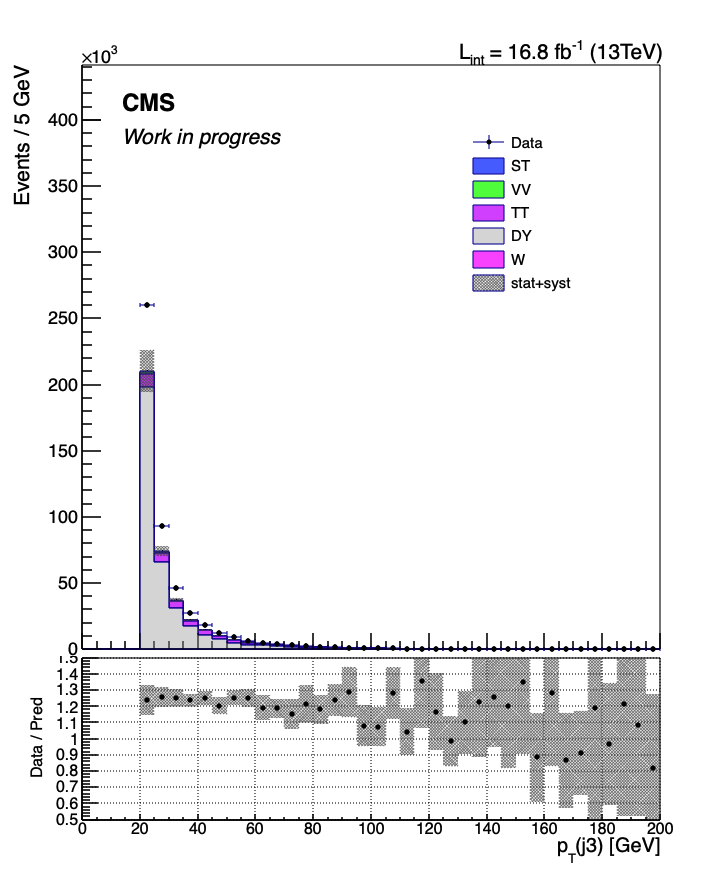 ×10³
L_int = 16.8 fb⁻¹ (13TeV)
Events / 5 GeV
CMS
Work in progress
400
350
300
250
200
150
100
50
0
Data
ST
VV
TT
DY
W
stat+syst
Data / Pred
1.5
1.4
1.3
1.2
1.1
1
0.9
0.8
0.7
0.6
0.5
0 20 40 60 80 100 120 140 160 180 200
p_T(j3) [GeV]